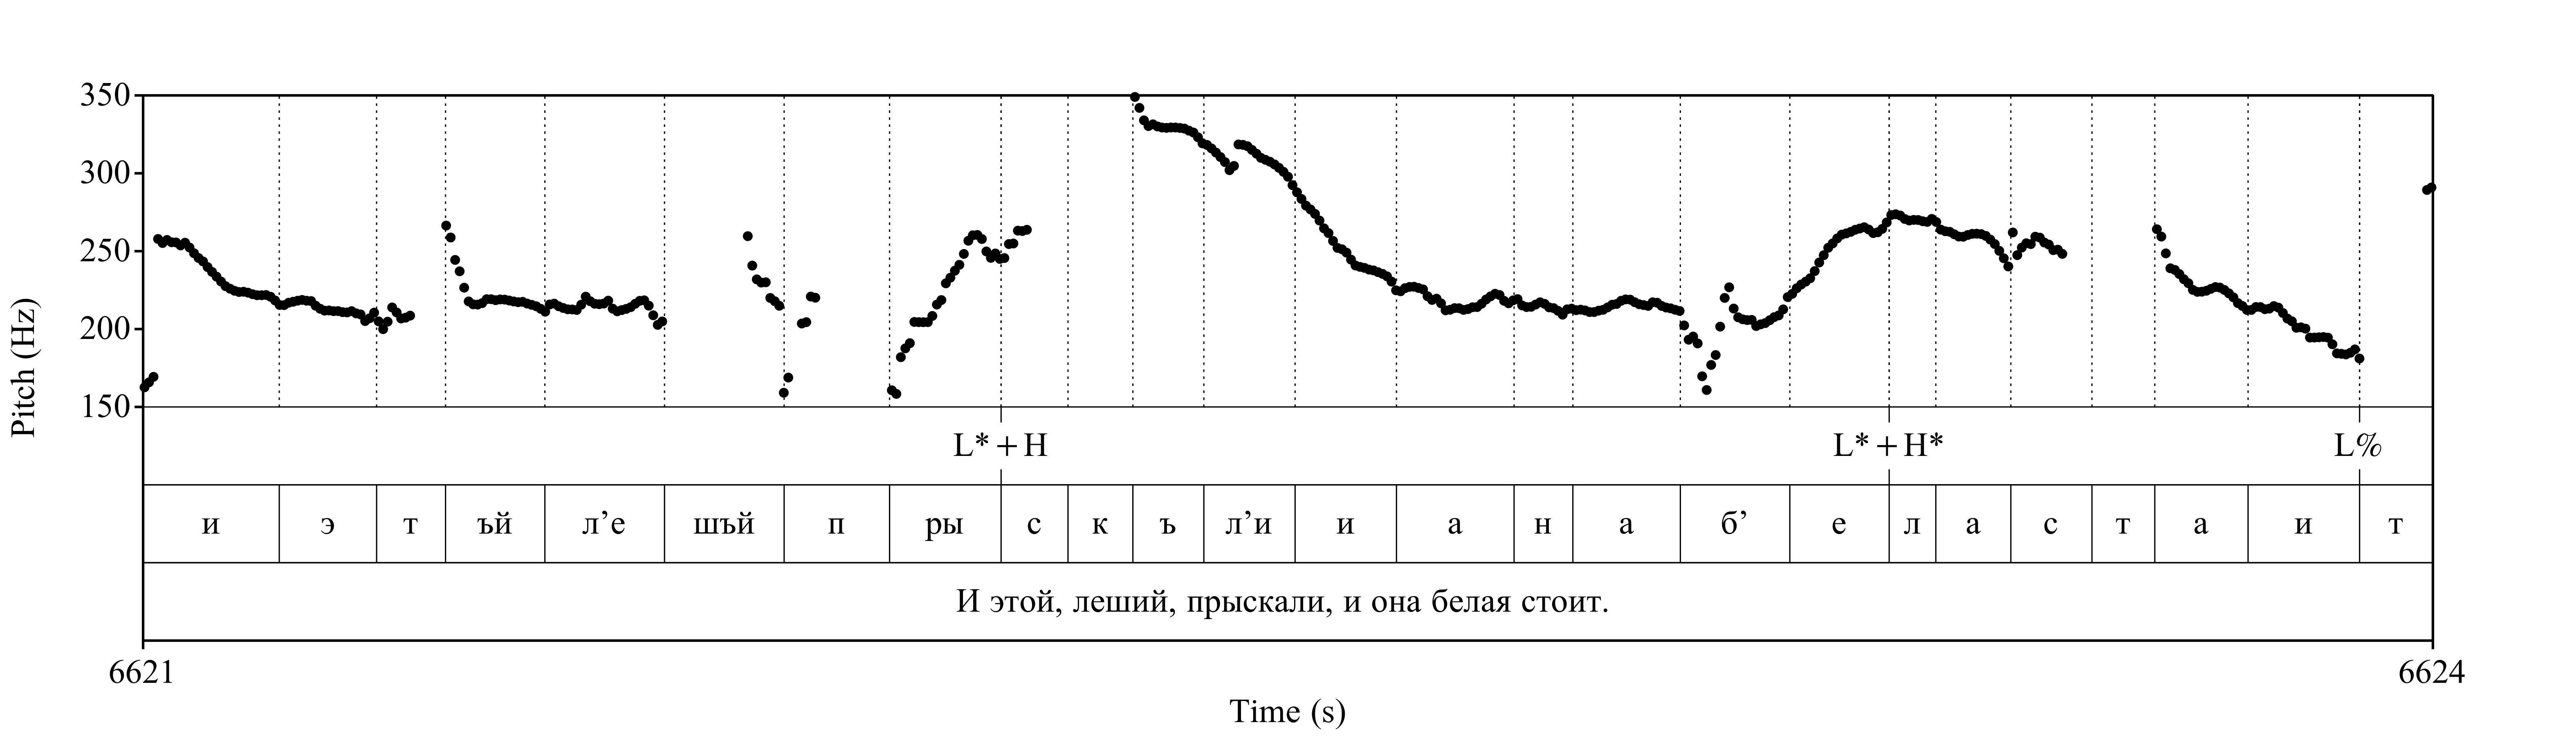 350
300
250
200
150
Pitch (Hz)
L*+H L*+H* L%
и э т ъй л’е шъй п ры с к ъ л’и и а н а б’ е л а с т а и т
И этой, леший, прыскали, и она белая стоит.
6621 6624
Time (s)